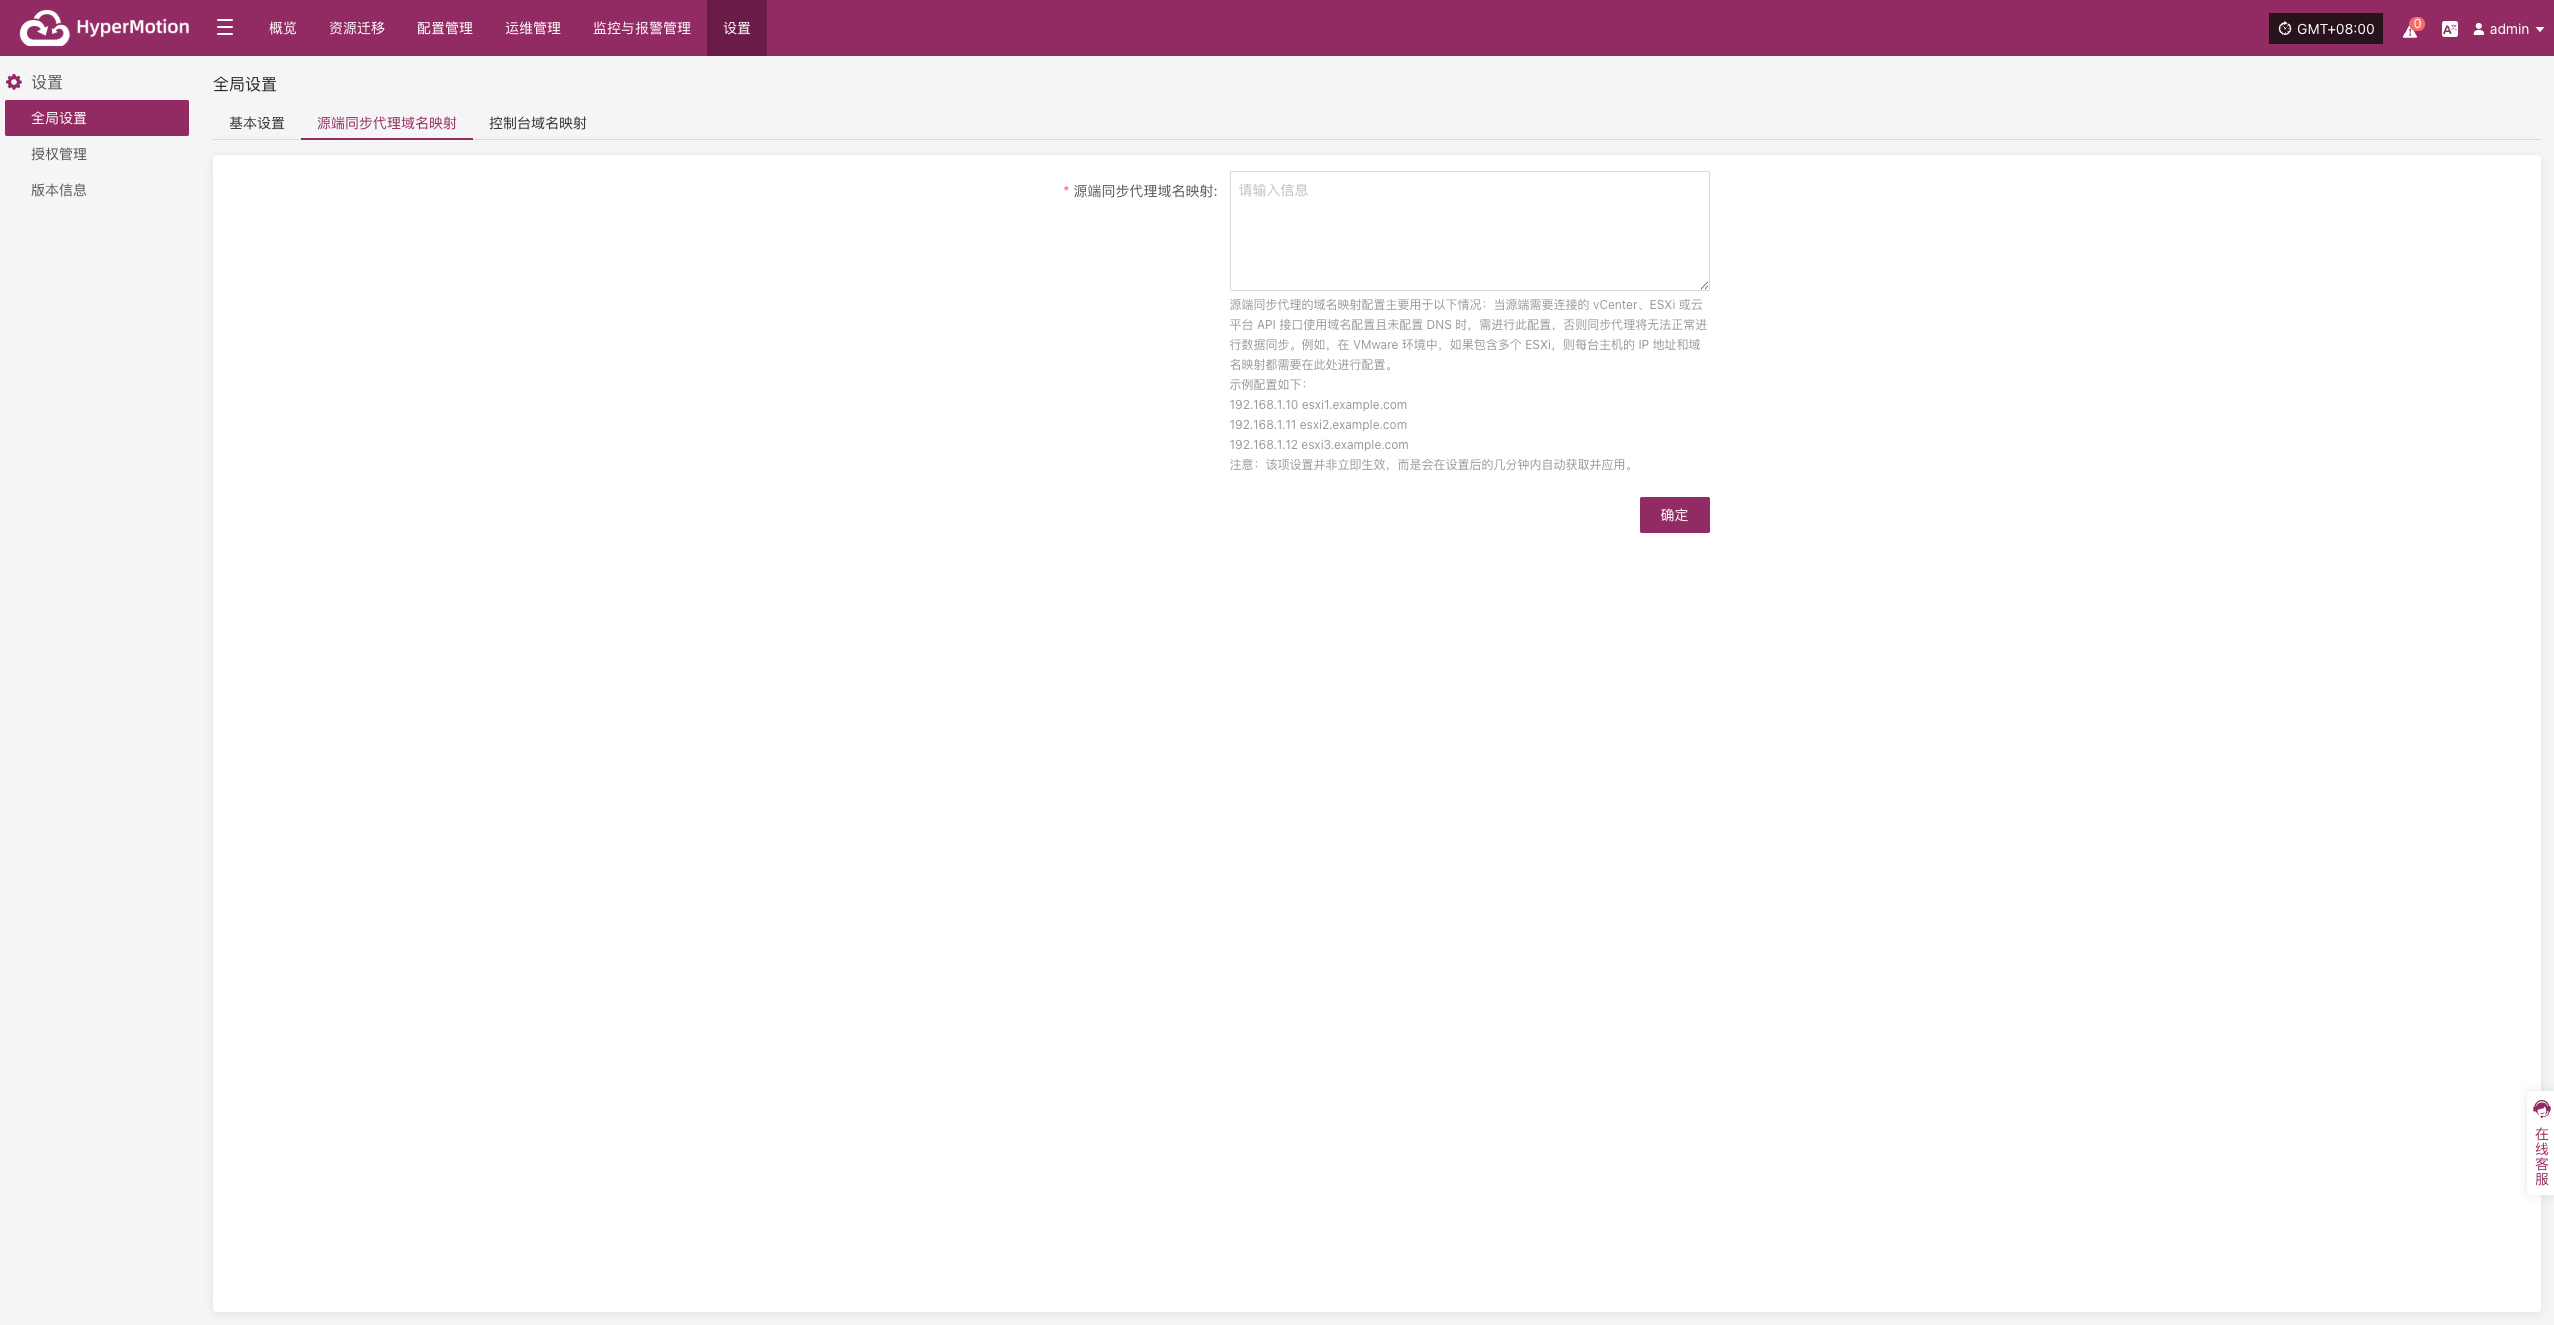 HyperMotion
概览
资源迁移
配置管理
运维管理
监控与报警管理
设置
GMT+08:00
0
admin
设置
全局设置
授权管理
版本信息
全局设置
基本设置
源端同步代理域名映射
控制台域名映射
* 源端同步代理域名映射:
请输入信息
源端同步代理的域名映射配置主要用于以下情况：当源端需要连接的 vCenter、ESXi 或云
平台 API 接口使用域名配置且未配置 DNS 时，需进行此配置，否则同步代理将无法正常进
行数据同步。例如，在 VMware 环境中，如果包含多个 ESXi，则每台主机的 IP 地址和域
名映射都需要在此处进行配置。
示例配置如下：
192.168.1.10 esxi1.example.com
192.168.1.11 esxi2.example.com
192.168.1.12 esxi3.example.com
注意：该项设置并非立即生效，而是会在设置后的几分钟内自动获取并应用。
确定
在线客服